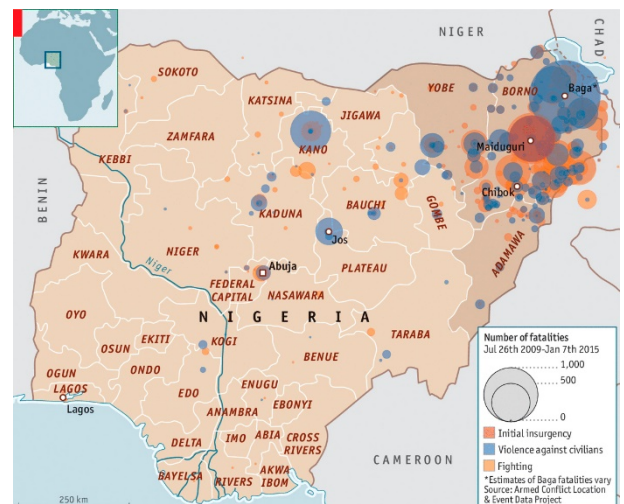 NIGER
CHAD
SOKOTO
KATSINA
JIGAWA
YOBE
BORNO
Baga*
ZAMFARA
KANO
Maiduguri
KEBBI
BENIN
Chibok
KADUNA
BAUCHI
GOMBE
Jos
ADAMAWA
NIGER
Abuja
PLATEAU
KWARA
Niger
FEDERAL
CAPITAL
NASAWARA
NIGERIA
OYO
TARABA
EKITI
KOGI
OSUN
BENUE
ONDO
OGUN
LAGOS
Lagos
EDO
ENUGU
EBONYI
ANAMBRA
DELTA
IMO
ABIA
CROSS
RIVERS
BAYELSA
RIVERS
AKWA
IBOM
CAMEROON
250 km
Number of fatalities
Jul 26th 2009-Jan 7th 2015
1,000
500
0
Initial insurgency
Violence against civilians
Fighting
*Estimates of Baga fatalities vary
Source: Armed Conflict Location
& Event Data Project